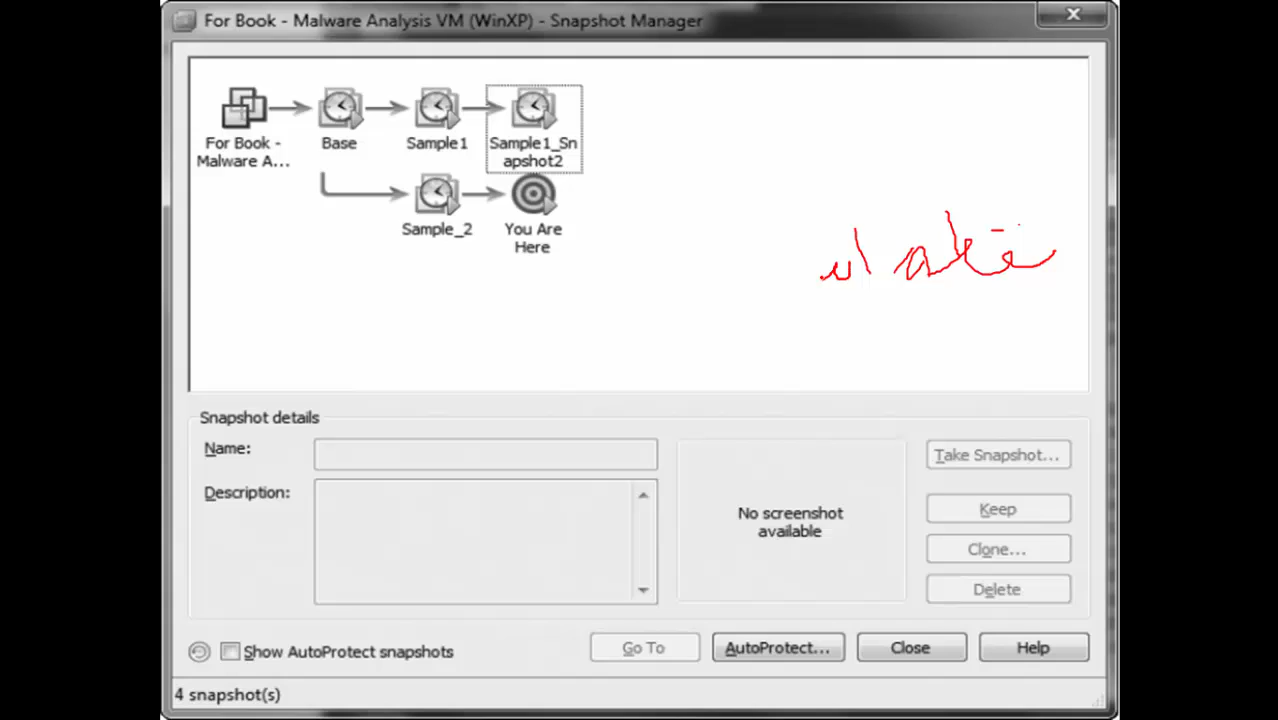 For Book - Malware Analysis VM (WinXP) - Snapshot Manager
For Book -
Malware A...
Base
Sample1
Sample1_Sn
apshot2
Sample_2
You Are
Here
Snapshot details
Name:
Description:
No screenshot
available
Take Snapshot...
Keep
Clone...
Delete
Show AutoProtect snapshots
Go To
AutoProtect...
Close
Help
4 snapshot(s)